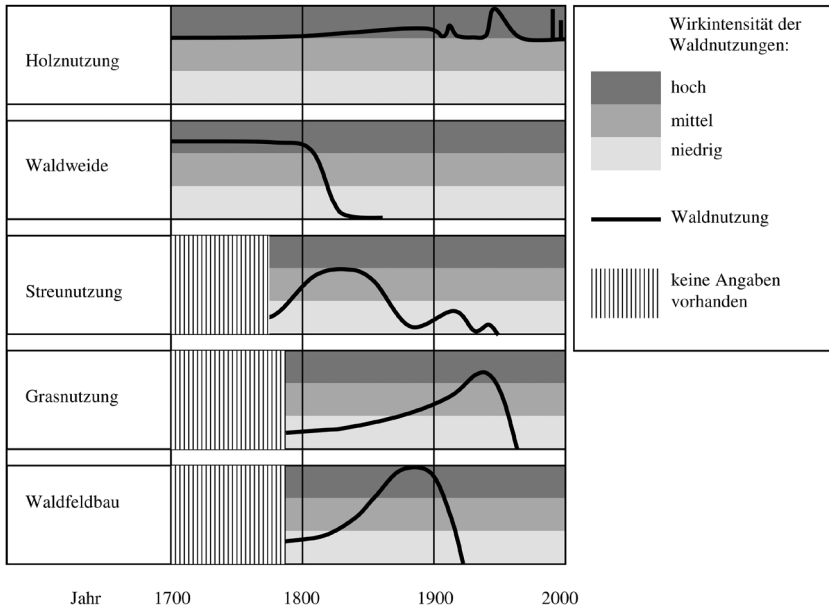 Holznutzung
Waldweide
Streunutzung
Grasnutzung
Waldfeldbau
Jahr 1700 1800 1900 2000
Wirkintensität der
Waldnutzungen:
hoch
mittel
niedrig
Waldnutzung
keine Angaben
vorhanden